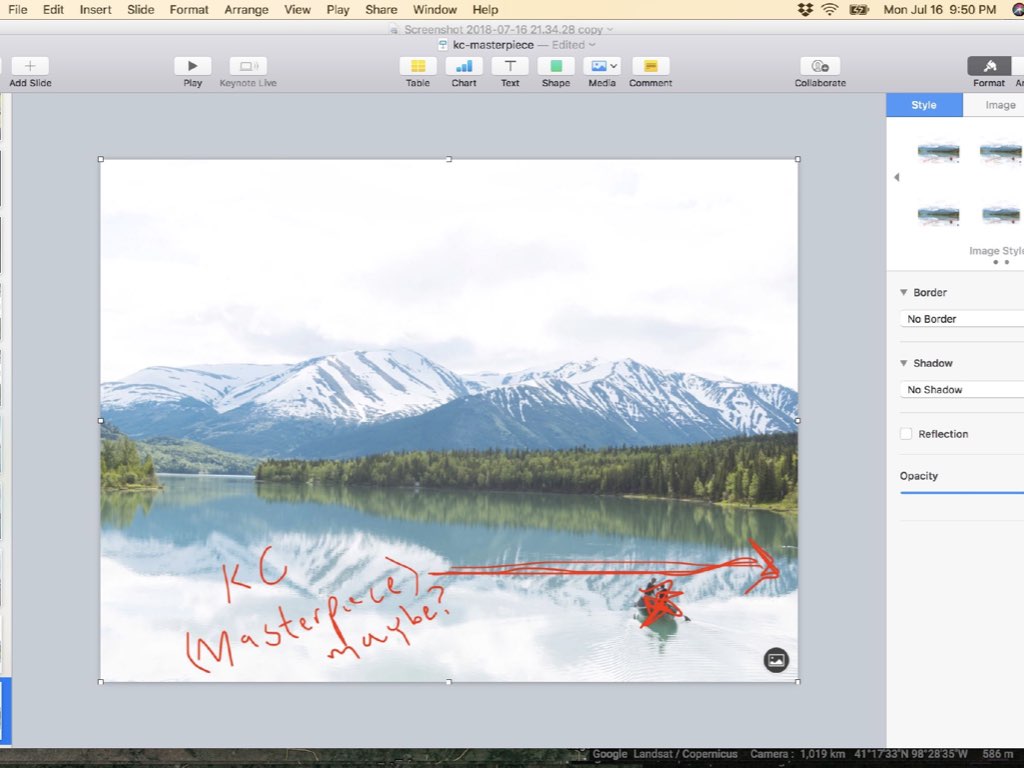 File Edit Insert Slide Format Arrange View Play Share Window Help Mon Jul 16 9:50 PM
Screenshot 2018-07-16 21.34.28 copy
kc-masterpiece — Edited
Add Slide Play Keynote Live Table Chart Text Shape Media Comment Collaborate Format
Style Image
Image
Border
No Border
Shadow
No Shadow
Reflection
Opacity
KC
(Masterpiece)
maybe?
Google Landsat / Copernicus Camera : 1,019 km 41°17'33"N 98°28'35"W 586 m